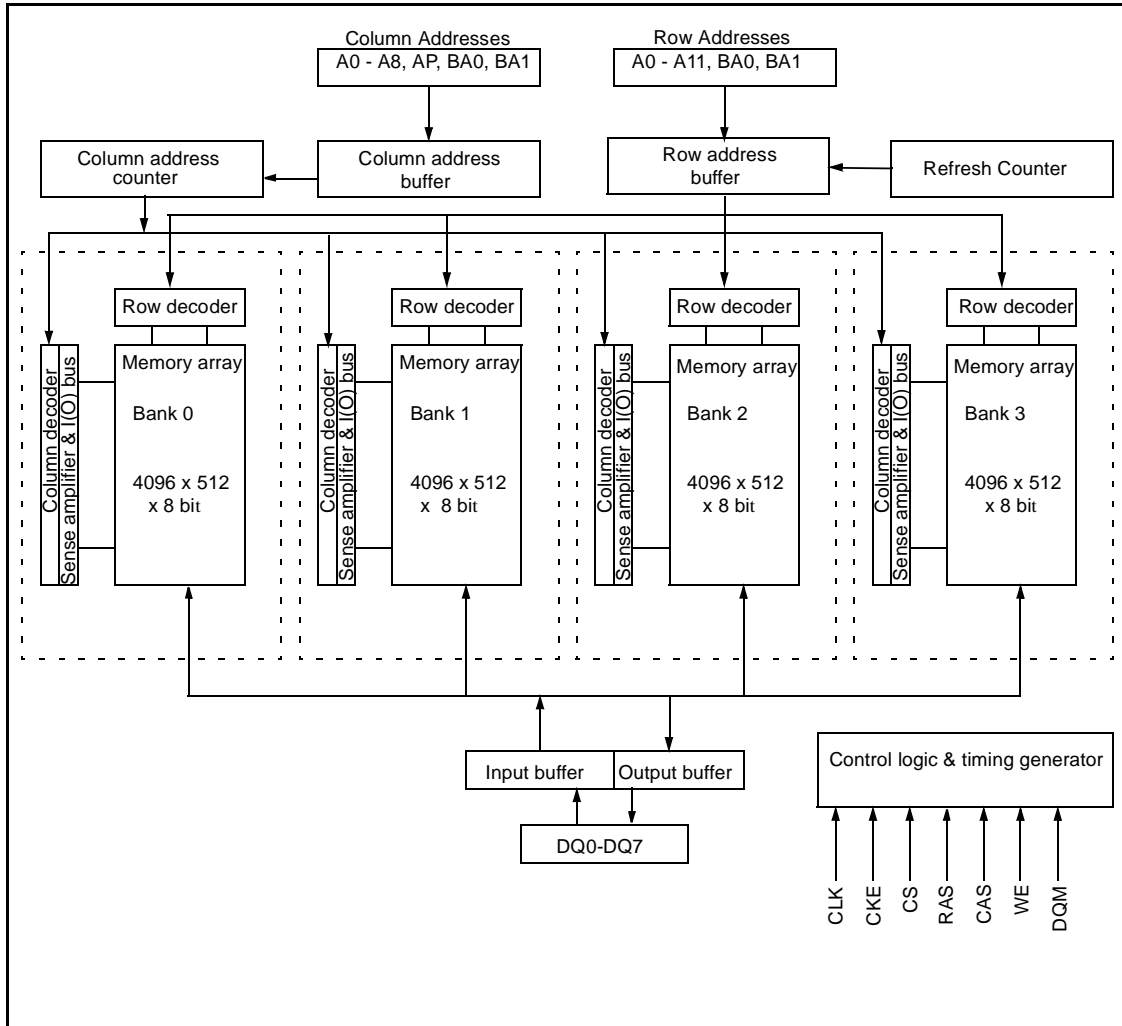 Column Addresses
A0 - A8, AP, BA0, BA1
Row Addresses
A0 - A11, BA0, BA1
Column address
counter
Column address
buffer
Row address
buffer
Refresh Counter
Row decoder
Memory array
Bank 0
4096 x 512
x 8 bit
Column decoder
Sense amplifier & I(O) bus
Row decoder
Memory array
Bank 1
4096 x 512
x 8 bit
Column decoder
Sense amplifier & I(O) bus
Row decoder
Memory array
Bank 2
4096 x 512
x 8 bit
Column decoder
Sense amplifier & I(O) bus
Row decoder
Memory array
Bank 3
4096 x 512
x 8 bit
Column decoder
Sense amplifier & I(O) bus
Input buffer
Output buffer
DQ0-DQ7
Control logic & timing generator
CLK
CKE
CS
RAS
CAS
WE
DQM